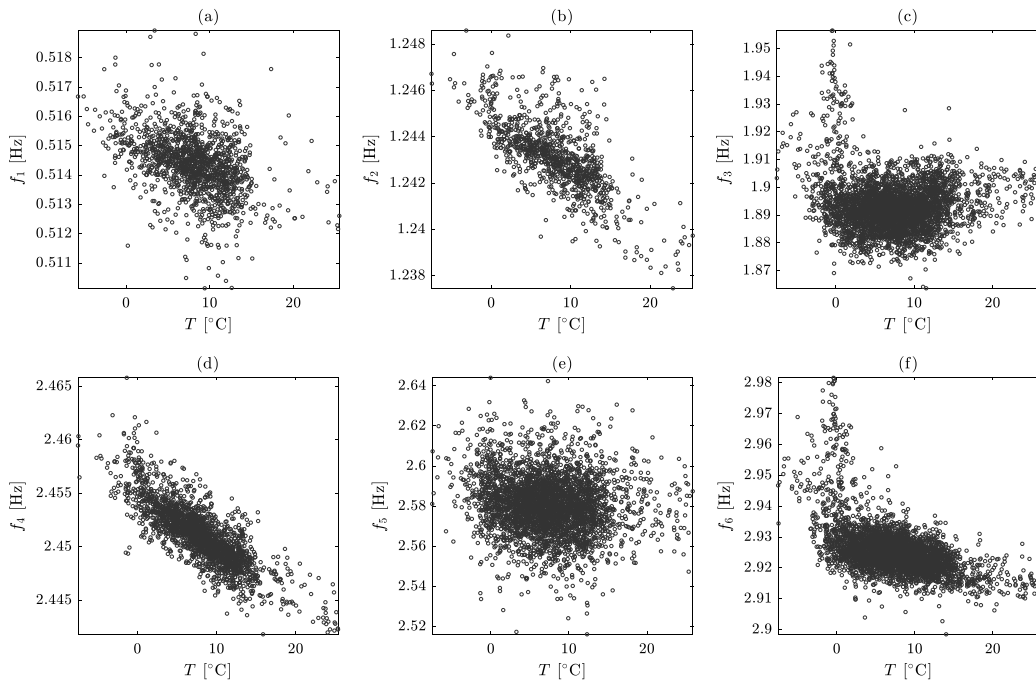 (a) (b) (c)
0.518 1.248 1.95
0.517 1.94
0.516 1.246 1.93
0.515 1.244 1.92
0.514 1.91
0.513 1.242 1.9
0.512 1.24 1.89
0.511 1.238 1.88
1.87
f₁ [Hz] f₂ [Hz] f₃ [Hz]
0 10 20 0 10 20 0 10 20
T [°C] T [°C] T [°C]
(d) (e) (f)
2.465 2.64 2.98
2.46 2.62 2.97
2.455 2.6 2.96
2.45 2.58 2.95
2.445 2.56 2.94
2.54 2.93
2.52 2.92
2.91
2.9
f₄ [Hz] f₅ [Hz] f₆ [Hz]
0 10 20 0 10 20 0 10 20
T [°C] T [°C] T [°C]